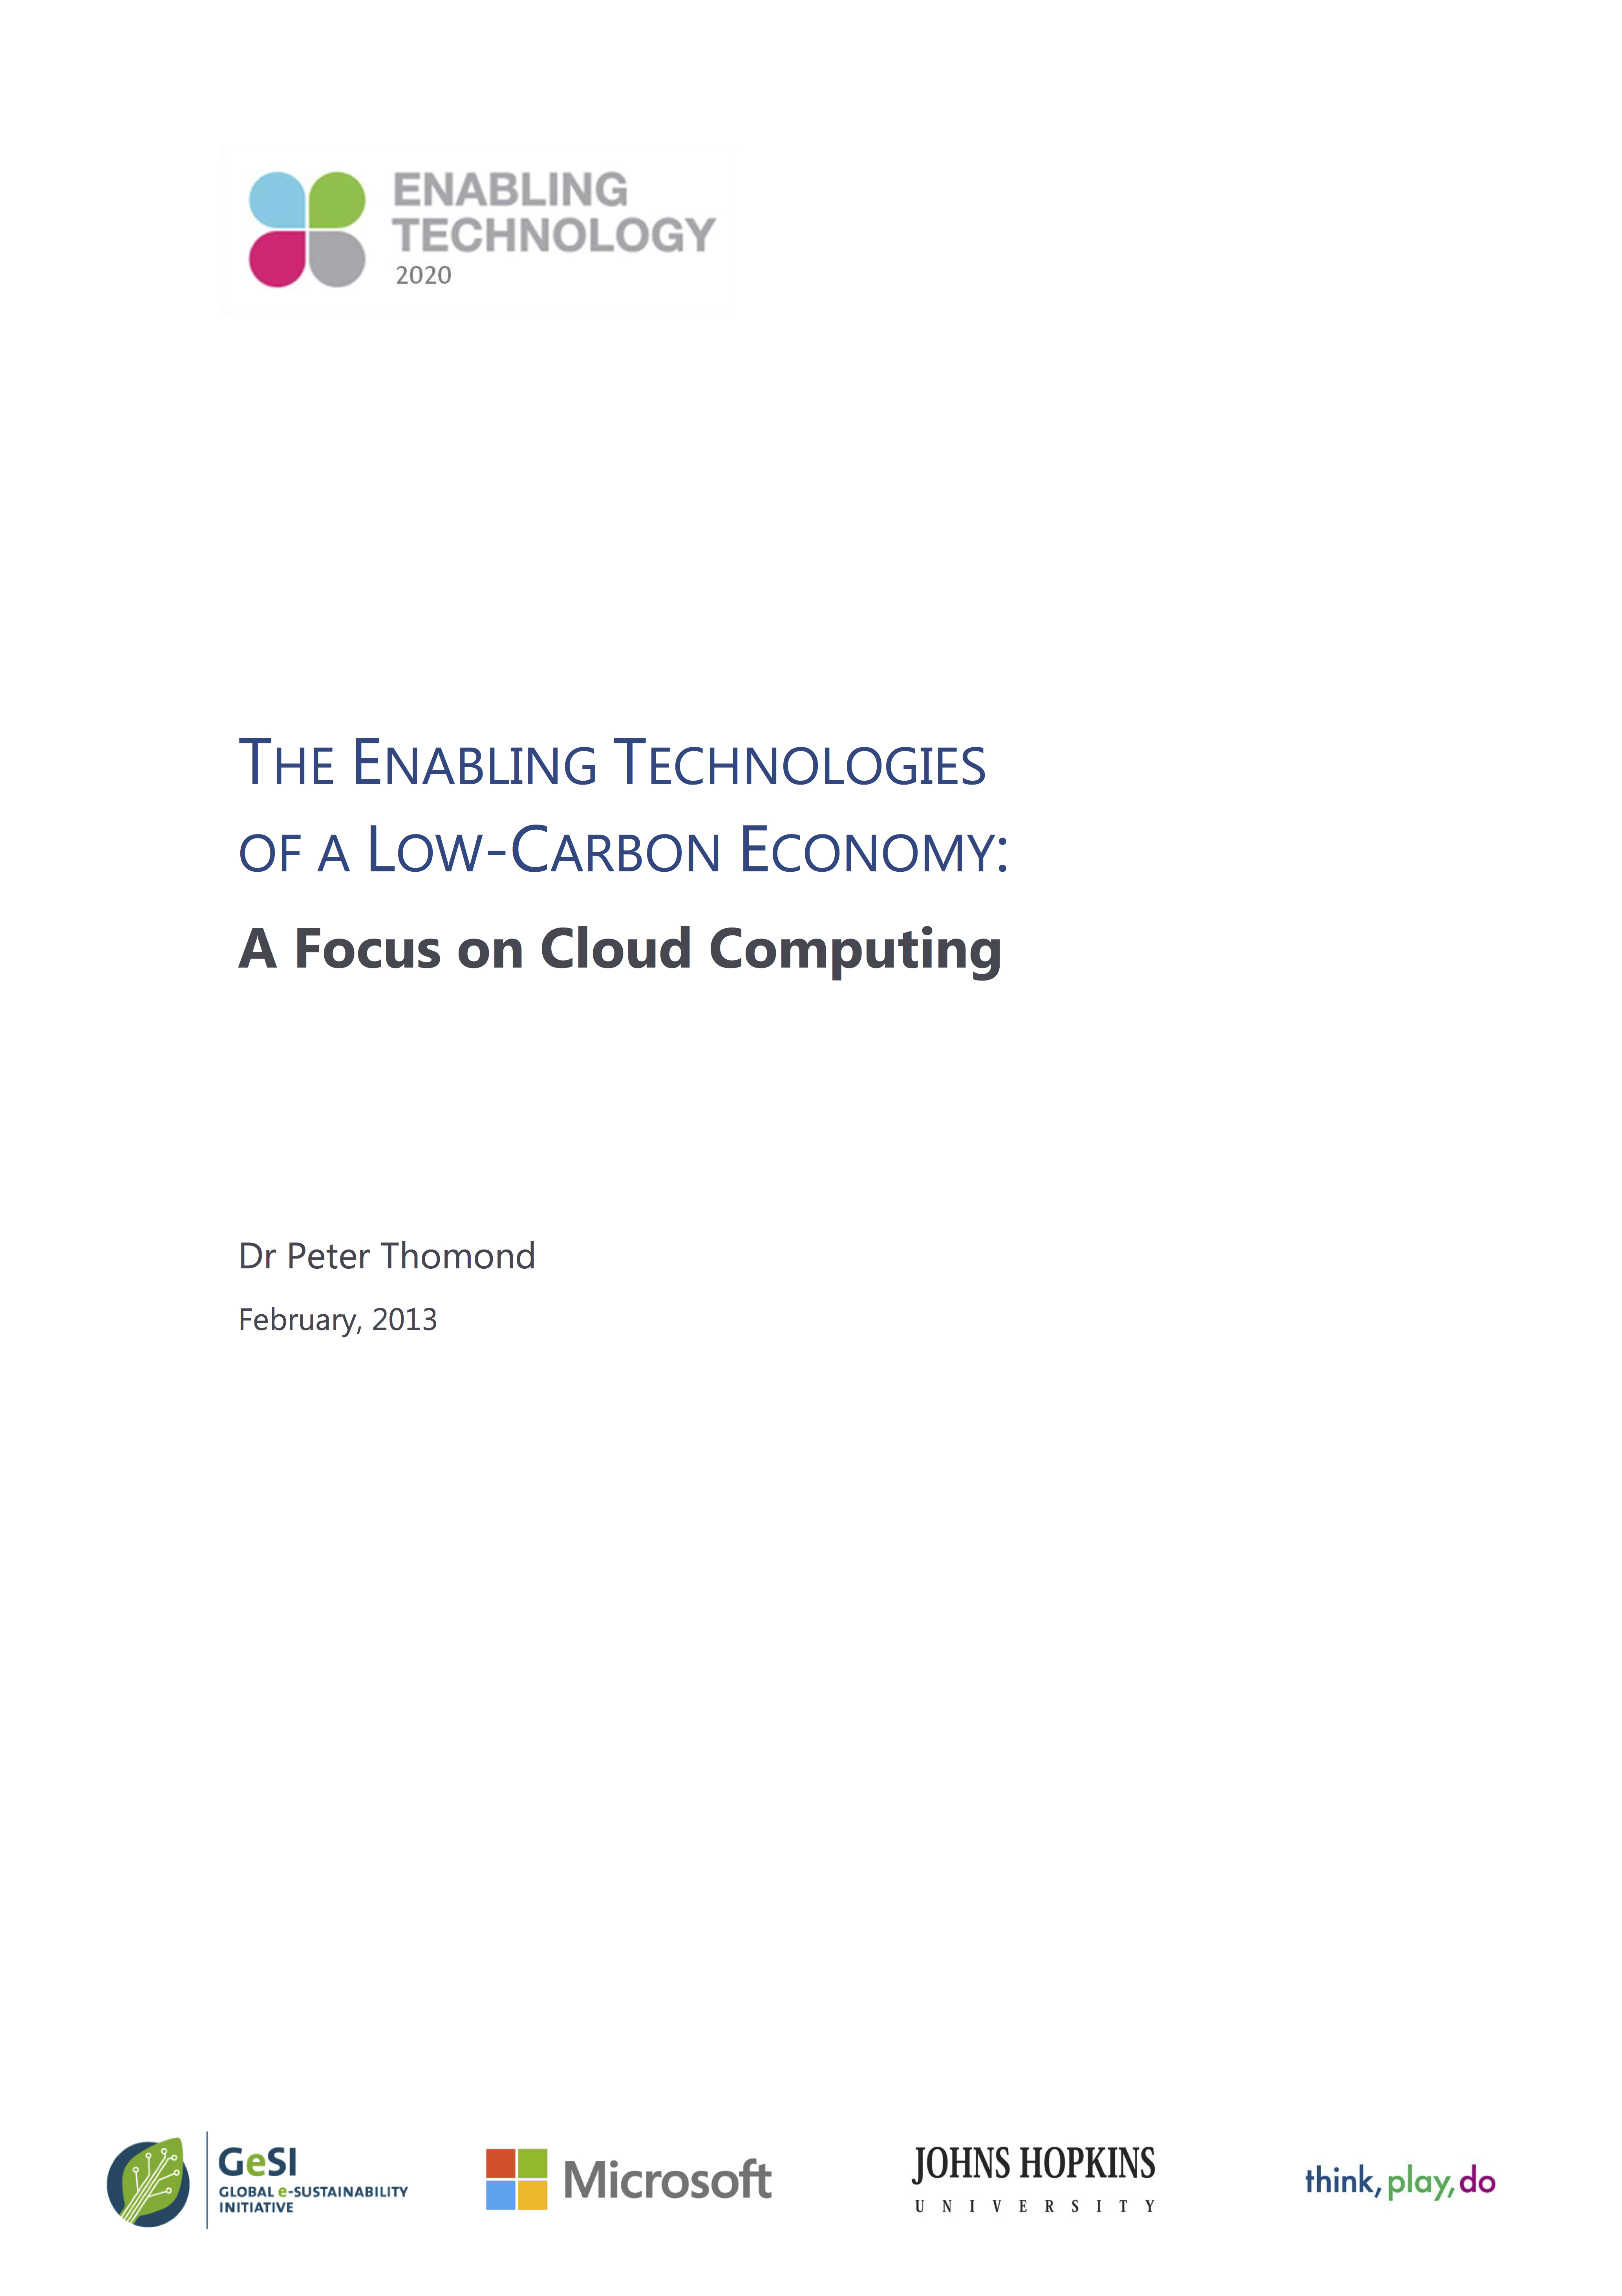 ENABLING
TECHNOLOGY
2020
THE ENABLING TECHNOLOGIES
OF A LOW-CARBON ECONOMY:
A Focus on Cloud Computing
Dr Peter Thomond
February, 2013
GeSI
GLOBAL e-SUSTAINABILITY
INITIATIVE
Microsoft
JOHNS HOPKINS
UNIVERSITY
think, play, do